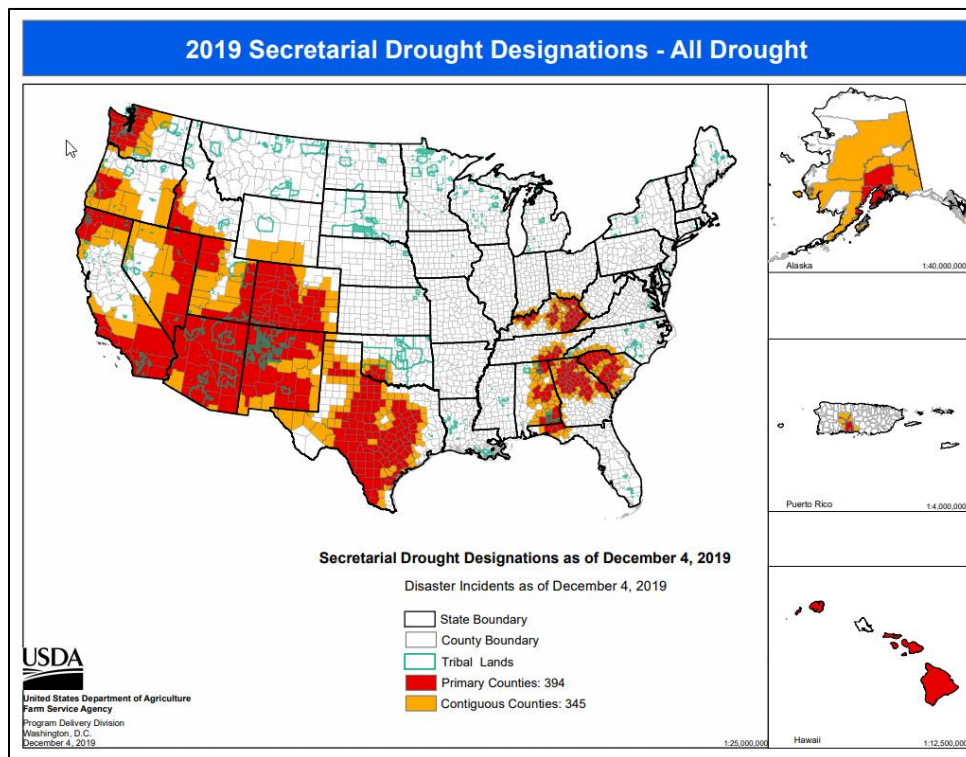 2019 Secretarial Drought Designations - All Drought
Alaska
1:40,000,000
Puerto Rico
1:4,000,000
Secretarial Drought Designations as of December 4, 2019
Disaster Incidents as of December 4, 2019
State Boundary
County Boundary
Tribal Lands
Primary Counties: 394
Contiguous Counties: 345
USDA
United States Department of Agriculture
Farm Service Agency
Program Delivery Division
Washington, D.C.
December 4, 2019
1:25,000,000
Hawaii
1:12,500,000